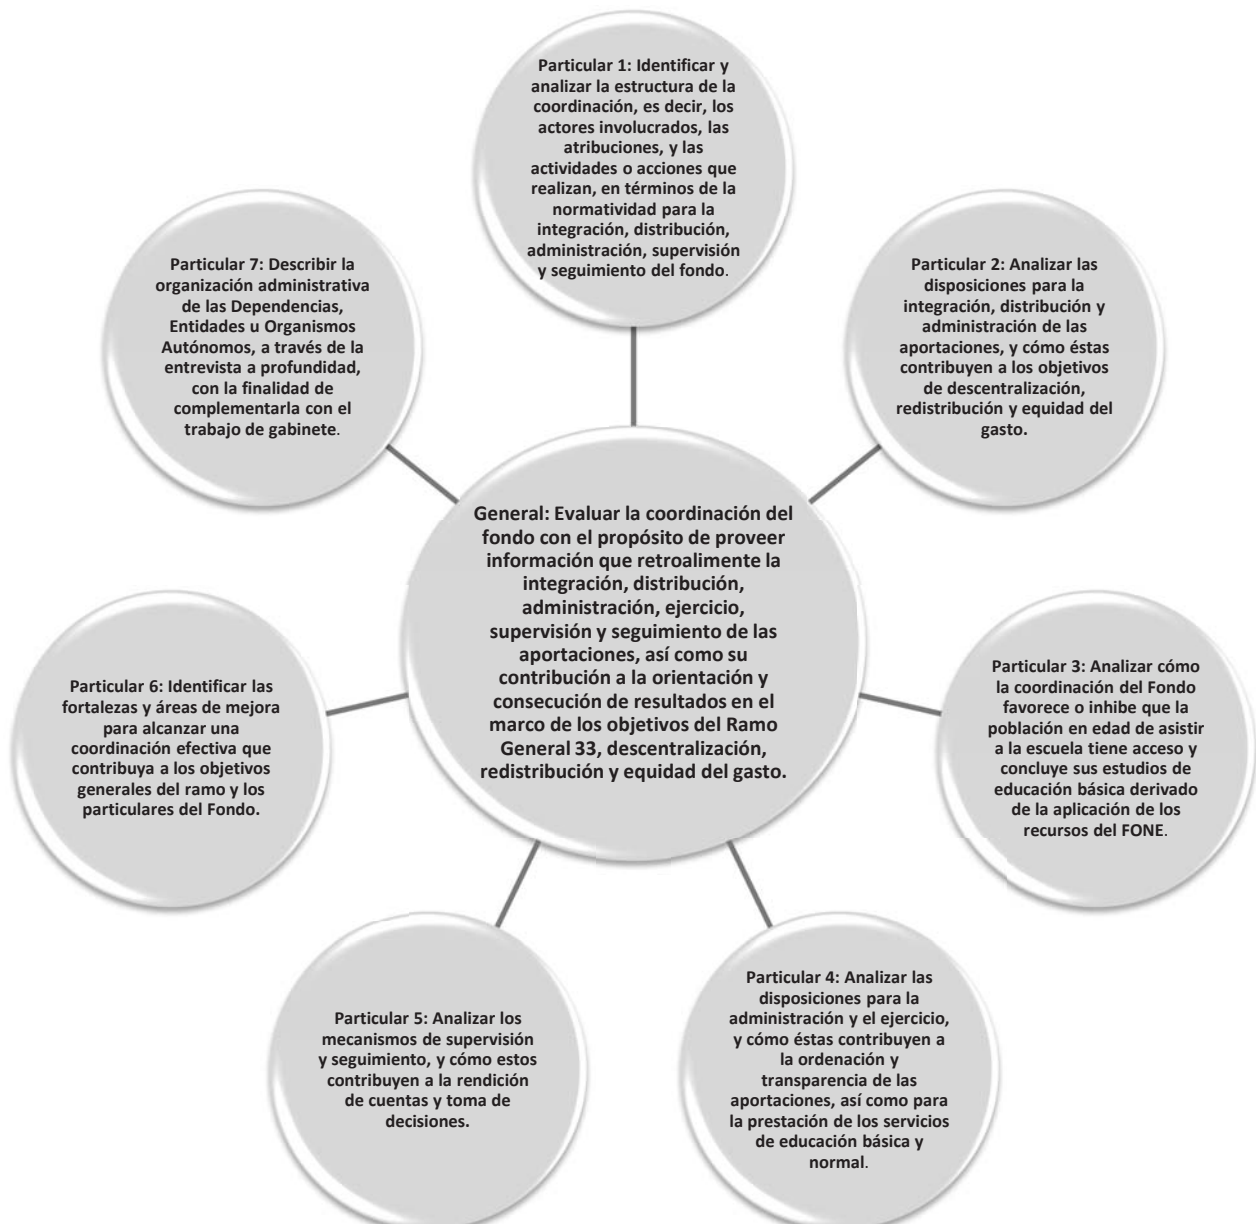 Particular 1: Identificar y
analizar la estructura de la
coordinación, es decir, los
actores involucrados, las
atribuciones, y las
actividades o acciones que
realizan, en términos de la
normatividad para la
integración, distribución,
administración, supervisión
y seguimiento del fondo.
Particular 2: Analizar las
disposiciones para la
integración, distribución y
administración de las
aportaciones, y cómo éstas
contribuyen a los objetivos
de descentralización,
redistribución y equidad del
gasto.
Particular 3: Analizar cómo
la coordinación del Fondo
favorece o inhibe que la
población en edad de asistir
a la escuela tiene acceso y
concluye sus estudios de
educación básica derivado
de la aplicación de los
recursos del FONE.
Particular 4: Analizar las
disposiciones para la
administración y el ejercicio,
y cómo éstas contribuyen a
la ordenación y
transparencia de las
aportaciones, así como para
la prestación de los servicios
de educación básica y
normal.
Particular 5: Analizar los
mecanismos de supervisión
y seguimiento, y cómo estos
contribuyen a la rendición
de cuentas y toma de
decisiones.
Particular 6: Identificar las
fortalezas y áreas de mejora
para alcanzar una
coordinación efectiva que
contribuya a los objetivos
generales del ramo y los
particulares del Fondo.
Particular 7: Describir la
organización administrativa
de las Dependencias,
Entidades u Organismos
Autónomos, a través de la
entrevista a profundidad,
con la finalidad de
complementarla con el
trabajo de gabinete.
General: Evaluar la coordinación del
fondo con el propósito de proveer
información que retroalimente la
integración, distribución,
administración, ejercicio,
supervisión y seguimiento de las
aportaciones, así como su
contribución a la orientación y
consecución de resultados en el
marco de los objetivos del Ramo
General 33, descentralización,
redistribución y equidad del gasto.